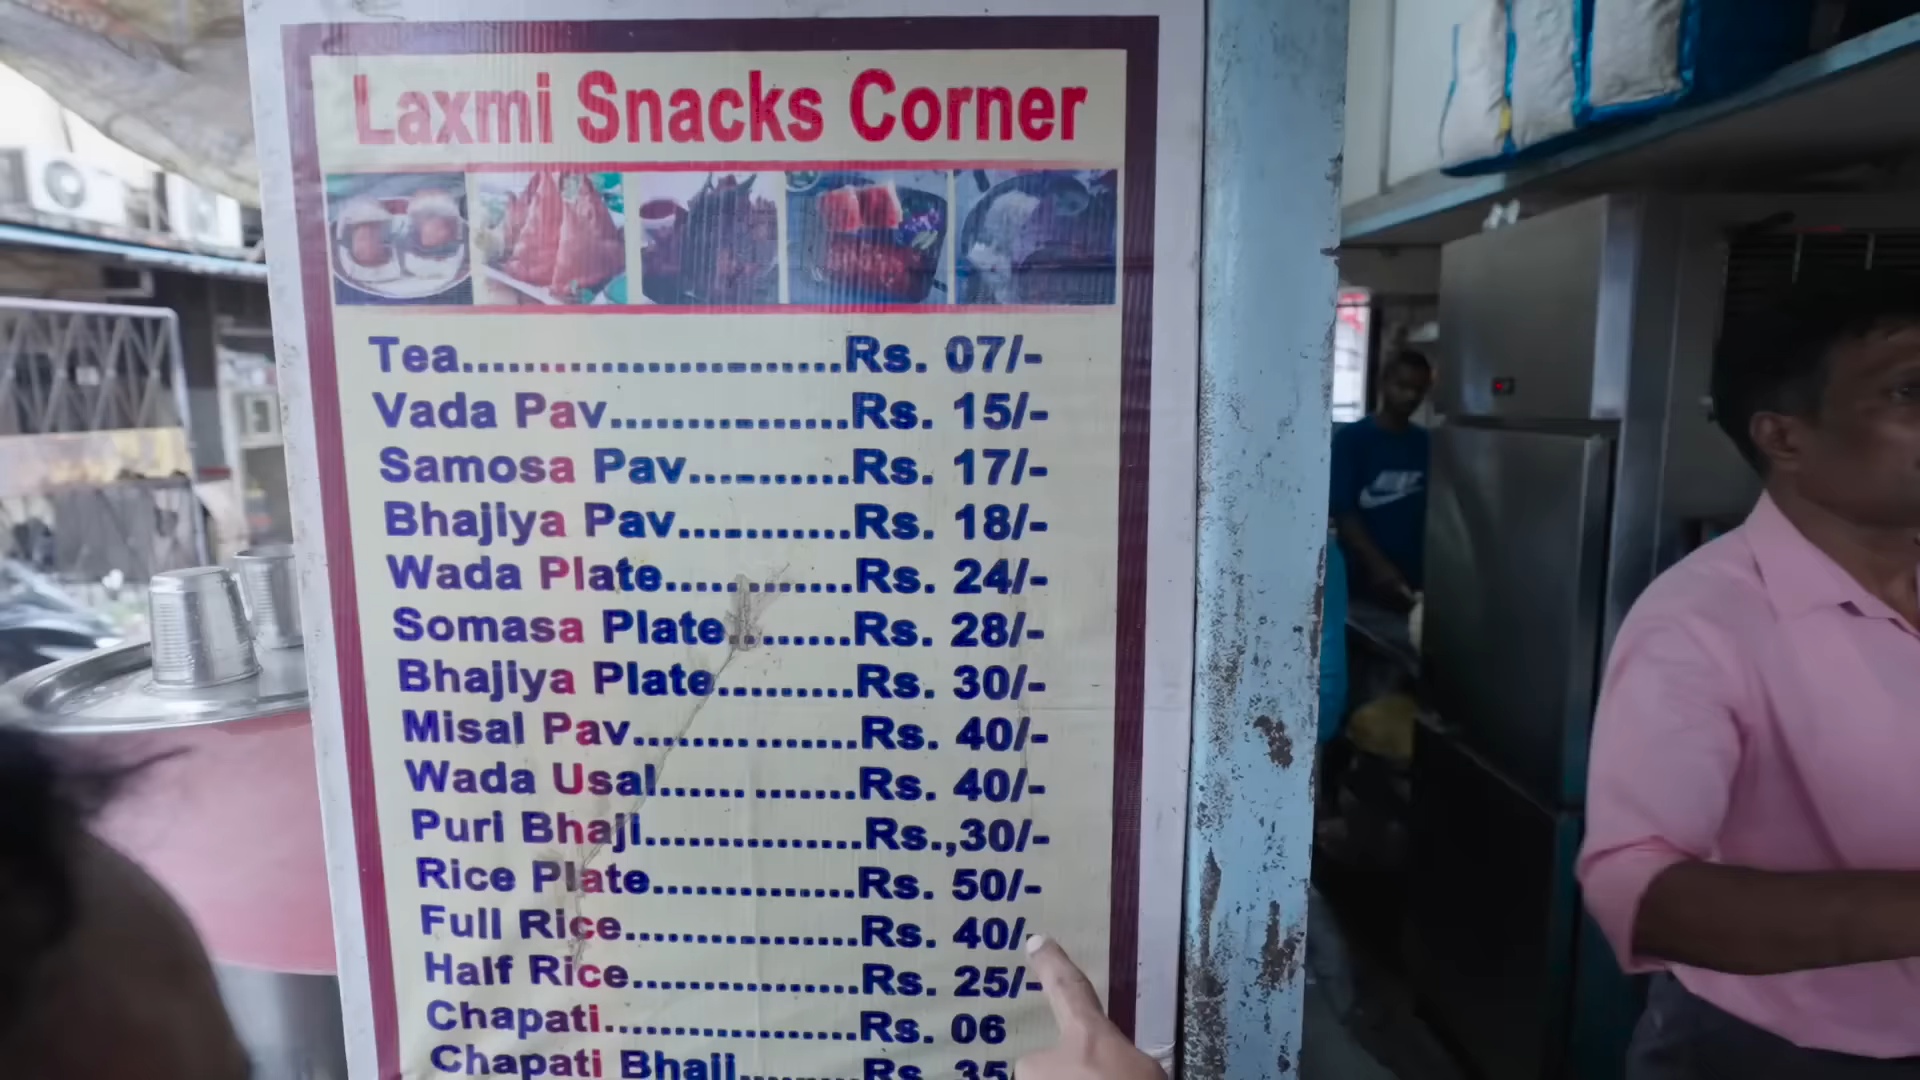 Laxmi Snacks Corner
Tea.........................Rs. 07/-
Vada Pav...............Rs. 15/-
Samosa Pav..........Rs. 17/-
Bhajiya Pav...........Rs. 18/-
Wada Plate............Rs. 24/-
Somasa Plate........Rs. 28/-
Bhajiya Plate.........Rs. 30/-
Misal Pav...............Rs. 40/-
Wada Usal.............Rs. 40/-
Puri Bhaji...............Rs.,30/-
Rice Plate..............Rs. 50/-
Full Rice................Rs. 40/-
Half Rice................Rs. 25/-
Chapati..................Rs. 06
Chapati Bhaji........Rs. 35/